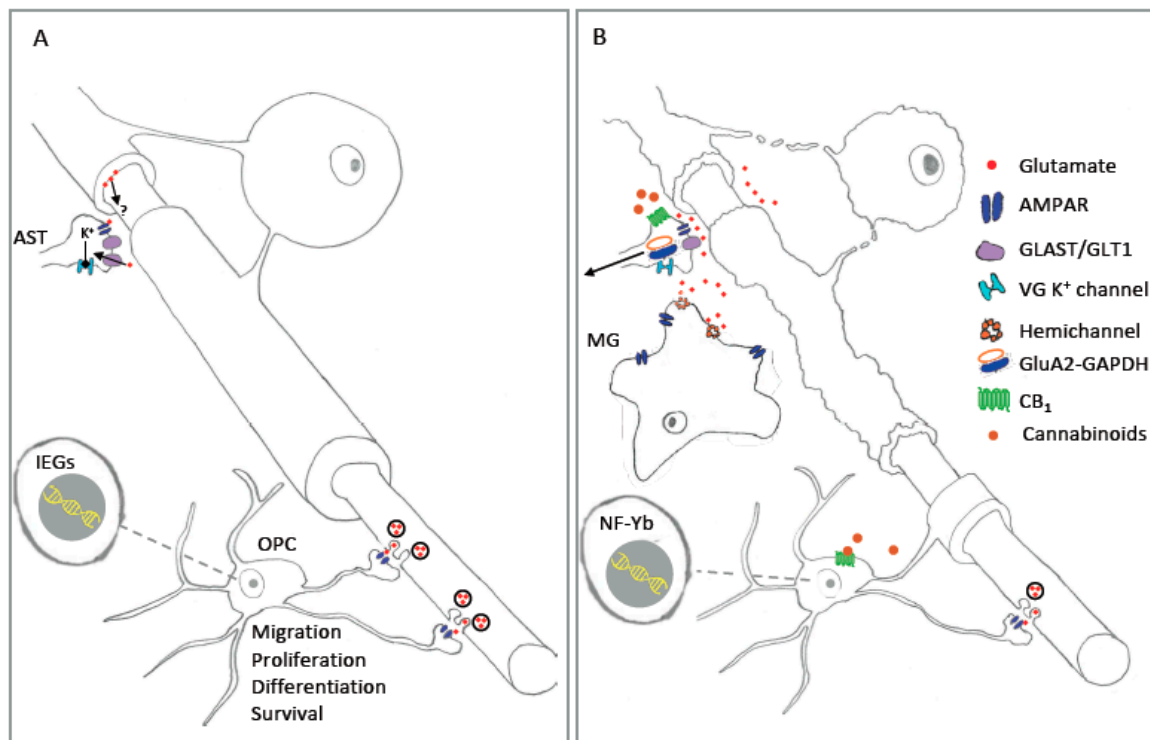 A
?
K+
AST
IEGs
OPC
Migration
Proliferation
Differentiation
Survival
B
Glutamate
AMPAR
GLAST/GLT1
VG K+ channel
Hemichannel
GluA2-GAPDH
CB1
Cannabinoids
MG
NF-Yb